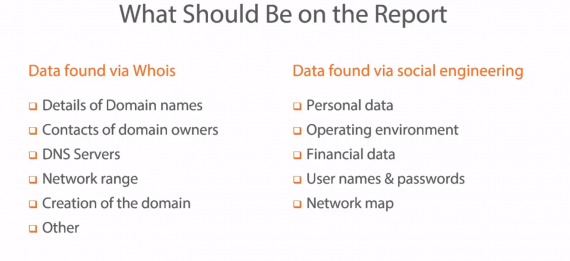 What Should Be on the Report
Data found via Whois
Details of Domain names
Contacts of domain owners
DNS Servers
Network range
Creation of the domain
Other
Data found via social engineering
Personal data
Operating environment
Financial data
User names & passwords
Network map